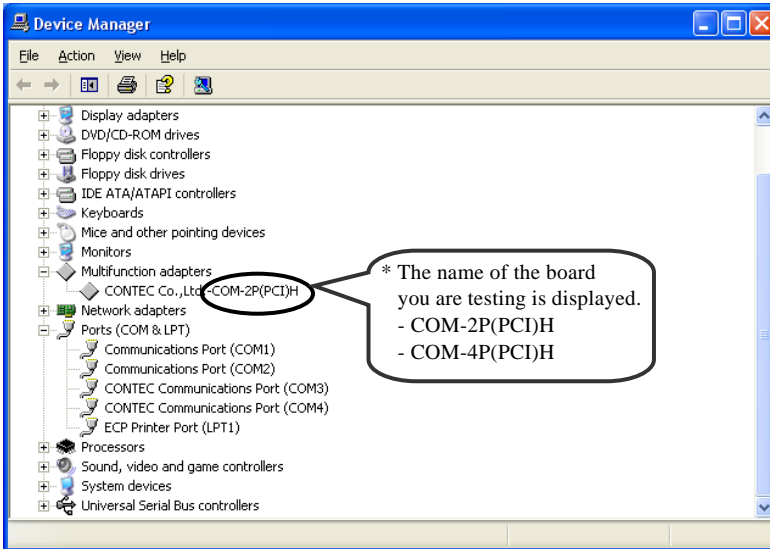 Device Manager
File Action View Help
Display adapters
DVD/CD-ROM drives
Floppy disk controllers
Floppy disk drives
IDE ATA/ATAPI controllers
Keyboards
Mice and other pointing devices
Monitors
Multifunction adapters
CONTEC Co.,Ltd.-COM-2P(PCI)H
Network adapters
Ports (COM & LPT)
Communications Port (COM1)
Communications Port (COM2)
CONTEC Communications Port (COM3)
CONTEC Communications Port (COM4)
ECP Printer Port (LPT1)
Processors
Sound, video and game controllers
System devices
Universal Serial Bus controllers
* The name of the board
you are testing is displayed.
- COM-2P(PCI)H
- COM-4P(PCI)H